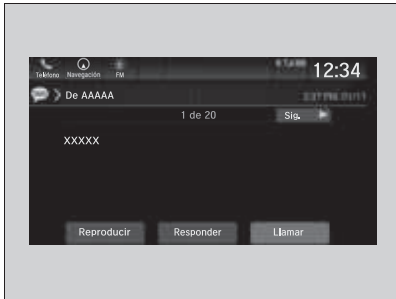 Teléfono Navegación FM
12:34
De AAAAA
1 de 20 Sig.
XXXXX
Reproducir Responder Llamar